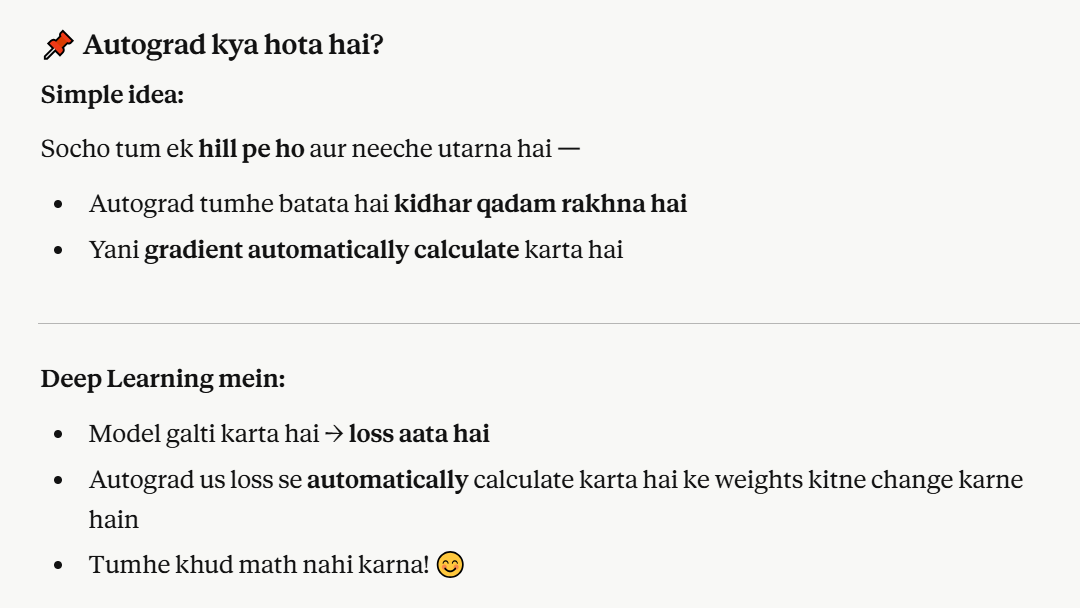 📌 Autograd kya hota hai?
Simple idea:
Socho tum ek hill pe ho aur neeche utarna hai —
• Autograd tumhe batata hai kidhar qadam rakhna hai
• Yani gradient automatically calculate karta hai
Deep Learning mein:
• Model galti karta hai → loss aata hai
• Autograd us loss se automatically calculate karta hai ke weights kitne change karne
hain
• Tumhe khud math nahi karna! 😊